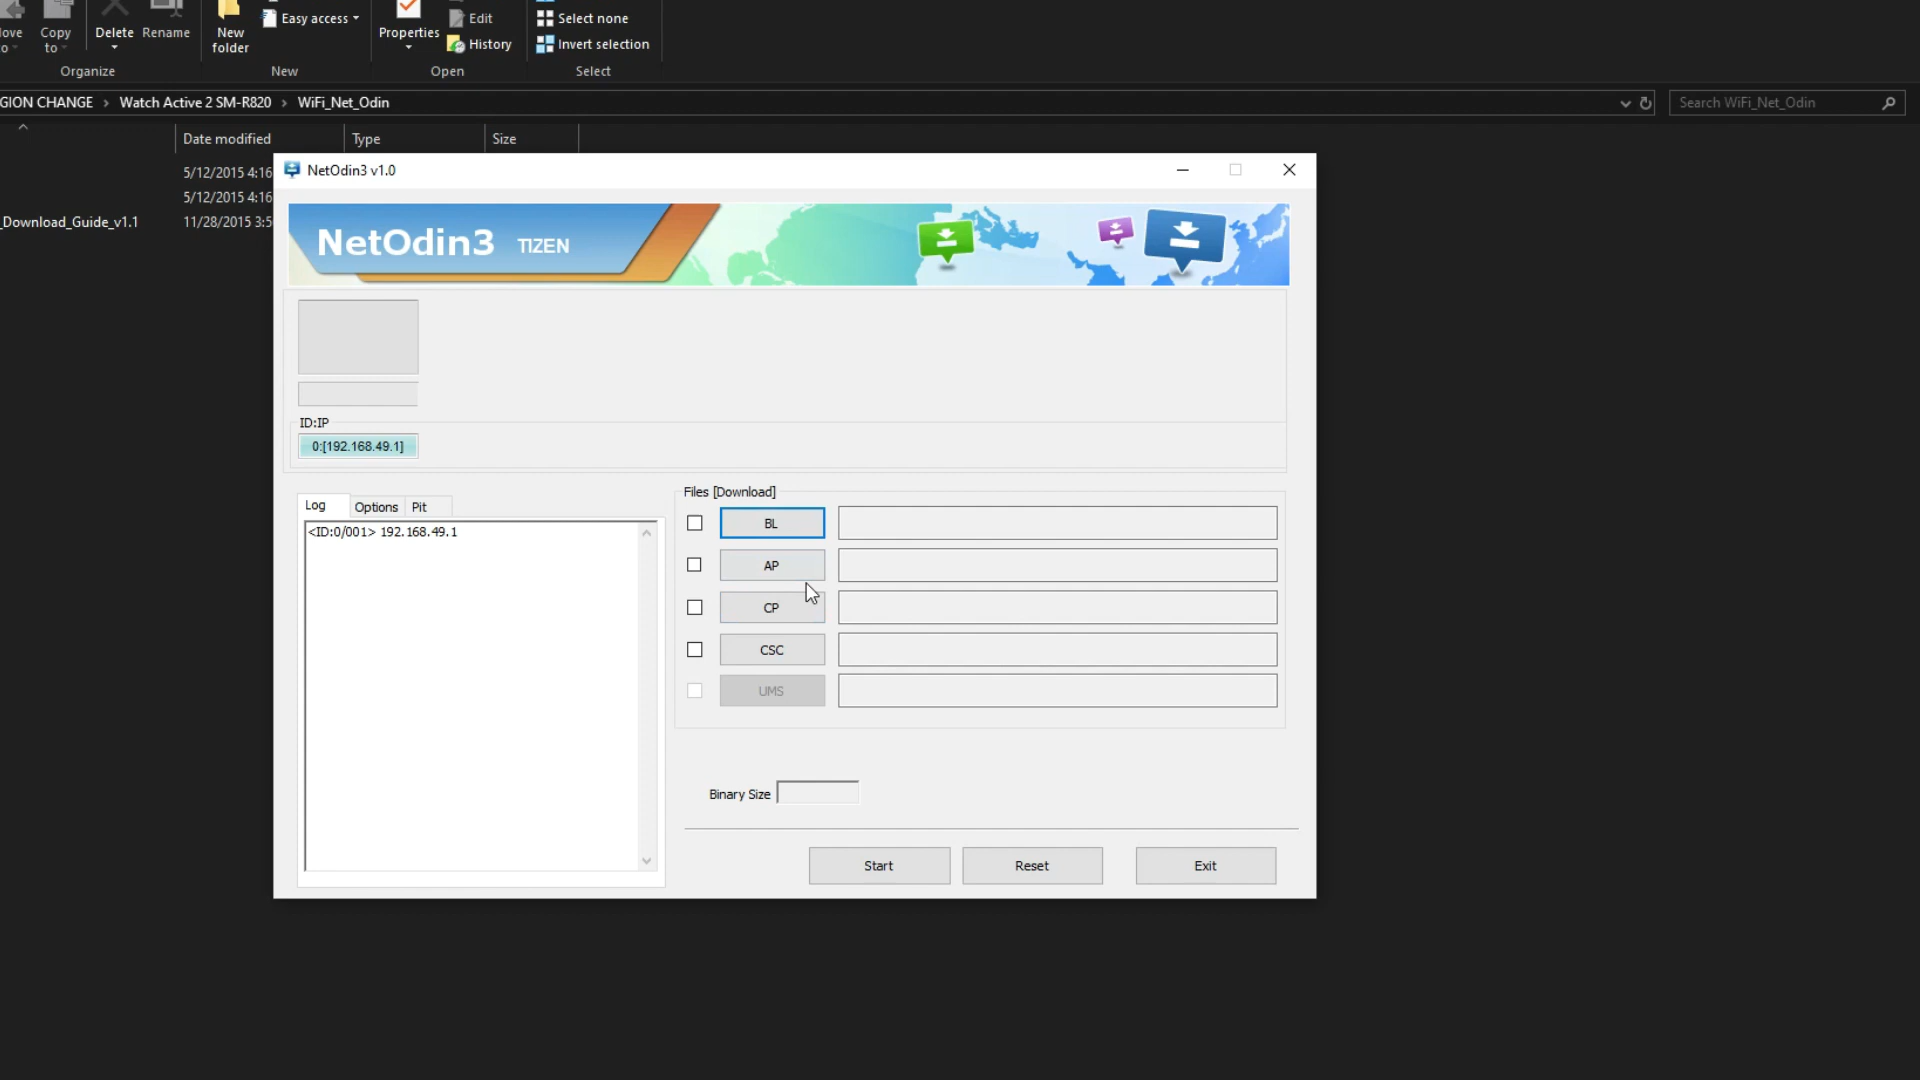 Copy
to
Delete
Rename
New
folder
Easy access
Properties
Edit
History
Select none
Invert selection
Organize
New
Open
Select
GION CHANGE > Watch Active 2 SM-R820 > WiFi_Net_Odin
Search WiFi_Net_Odin
Date modified
Type
Size
5/12/2015 4:16
5/12/2015 4:16
_Download_Guide_v1.1
11/28/2015 3:5
NetOdin3 v1.0
NetOdin3 TIZEN
ID:IP
0:[192.168.49.1]
Log
Options
Pit
<ID:0/001> 192.168.49.1
Files [Download]
BL
AP
CP
CSC
UMS
Binary Size
Start
Reset
Exit